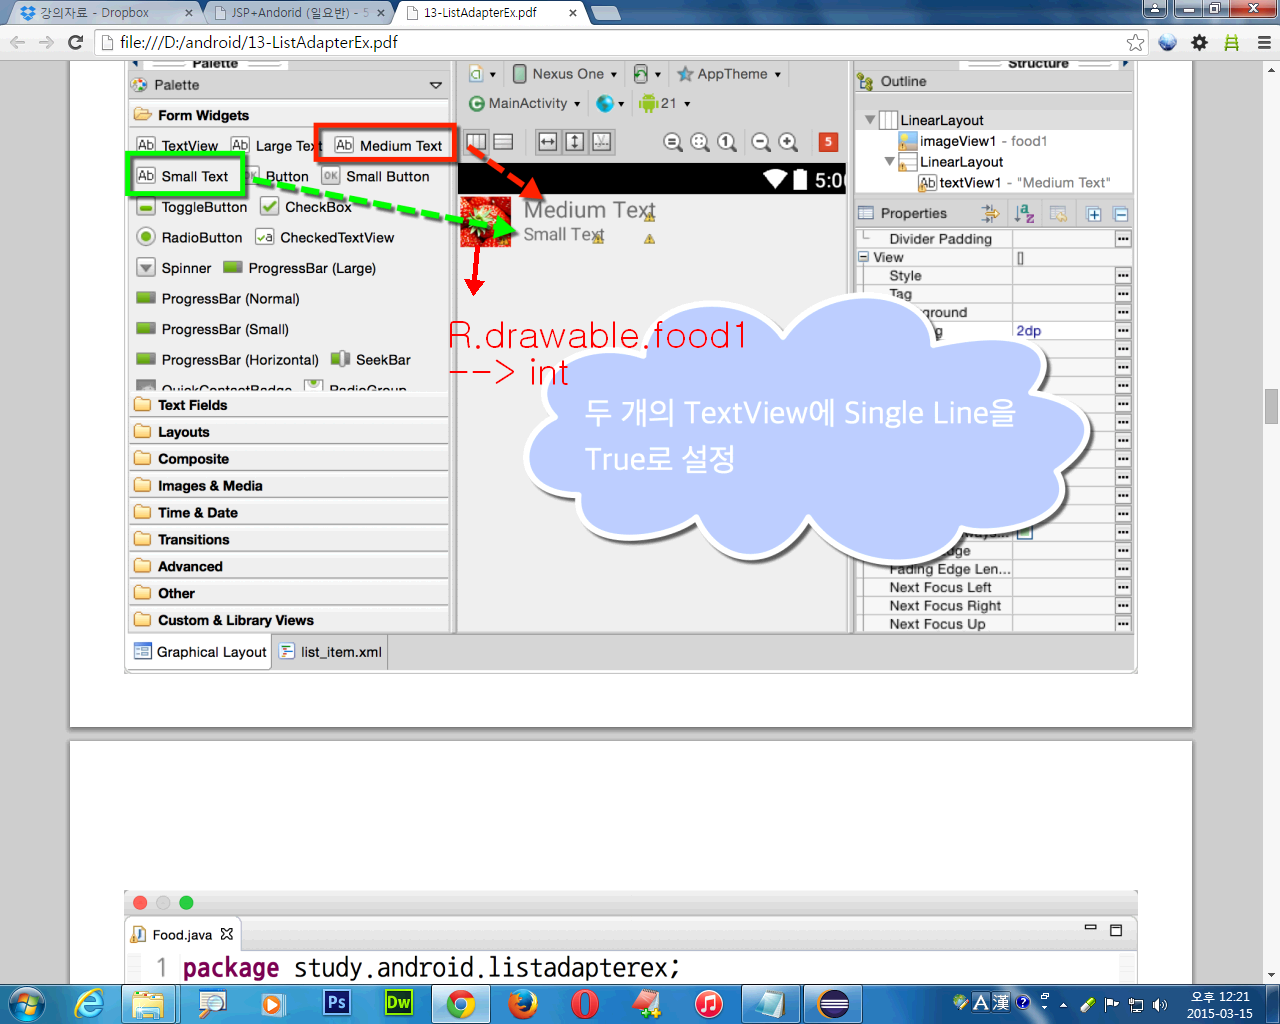 강의자료 - Dropbox
JSP+Andorid (일요반) - 5
13-ListAdapterEx.pdf
file:///D:/android/13-ListAdapterEx.pdf
Palette
Structure
Palette
Nexus One
AppTheme
Outline
MainActivity
21
Form Widgets
LinearLayout
TextView
Large Text
Medium Text
5
imageView1 - food1
LinearLayout
Small Text
Button
Small Button
5:0
textView1 - "Medium Text"
ToggleButton
CheckBox
Medium Text
Properties
RadioButton
CheckedTextView
Small Text
Divider Padding
View
[]
Spinner
ProgressBar (Large)
Style
Tag
ProgressBar (Normal)
ground
ProgressBar (Small)
R.drawable.food1
2dp
ProgressBar (Horizontal)
SeekBar
--> int
QuickContactBadge
RadioGroup
Text Fields
두 개의 TextView에 Single Line을
Layouts
True로 설정
Composite
Images & Media
Time & Date
Transitions
Advanced
Other
Custom & Library Views
Fading Edge Len...
Next Focus Left
Next Focus Right
Next Focus Up
Graphical Layout
list_item.xml
Food.java
1 package study.android.listadapterex;
A 漢
오후 12:21
2015-03-15